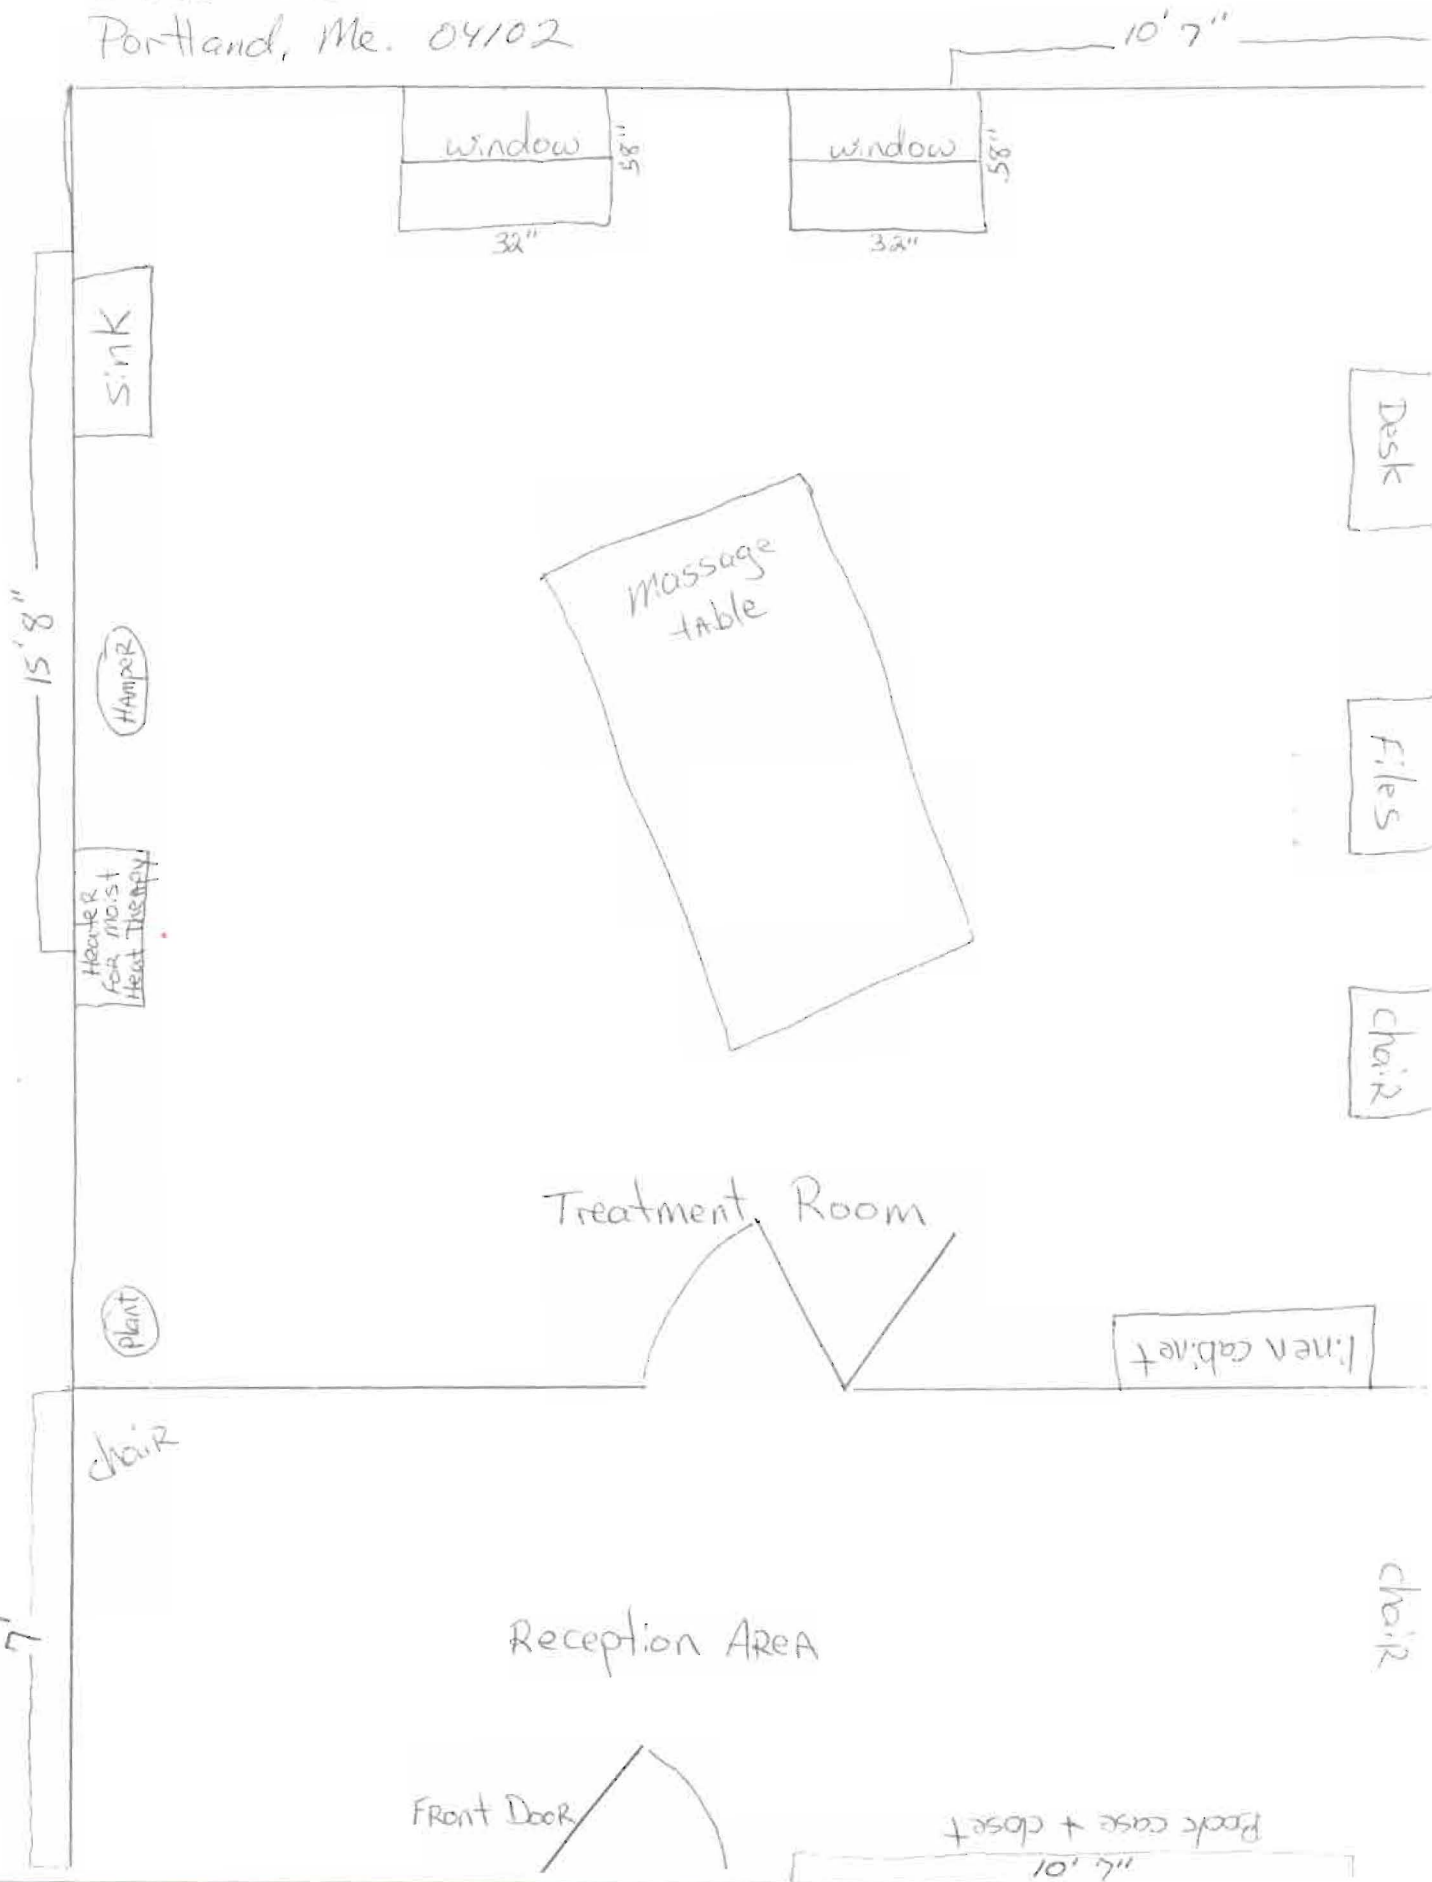 Portland, Me. 04102
10' 7"
window
58"
32"
window
58"
32"
Sink
Desk
massage
tAble
15' 8"
HAmpeR
Files
HeateR
FOR Moist
Heat TheRApy
chaiR
Treatment Room
Plant
linen cabinet
chaiR
chaiR
7'
Reception AReA
FRont DooR
Book case + closet
10' 7"